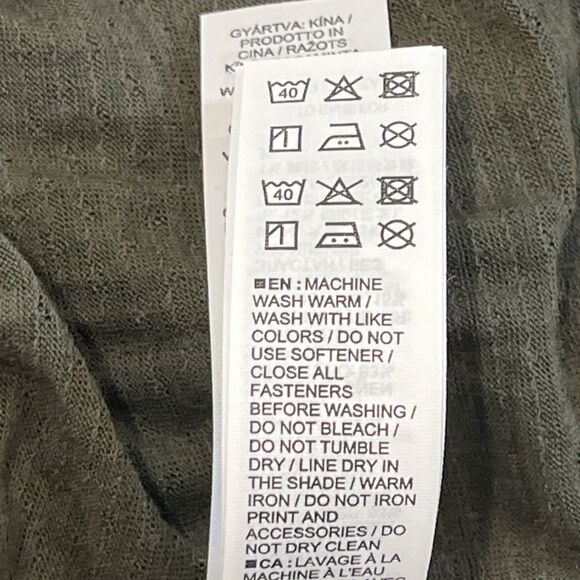 GYÁRTVA: KÍNA /
PRODOTTO IN
CINA / RAŽOTS
40
40
EN : MACHINE
WASH WARM /
WASH WITH LIKE
COLORS / DO NOT
USE SOFTENER /
CLOSE ALL
FASTENERS
BEFORE WASHING /
DO NOT BLEACH /
DO NOT TUMBLE
DRY / LINE DRY IN
THE SHADE / WARM
IRON / DO NOT IRON
PRINT AND
ACCESSORIES / DO
NOT DRY CLEAN
CA : LAVAGE À LA
MACHINE À L'EAU